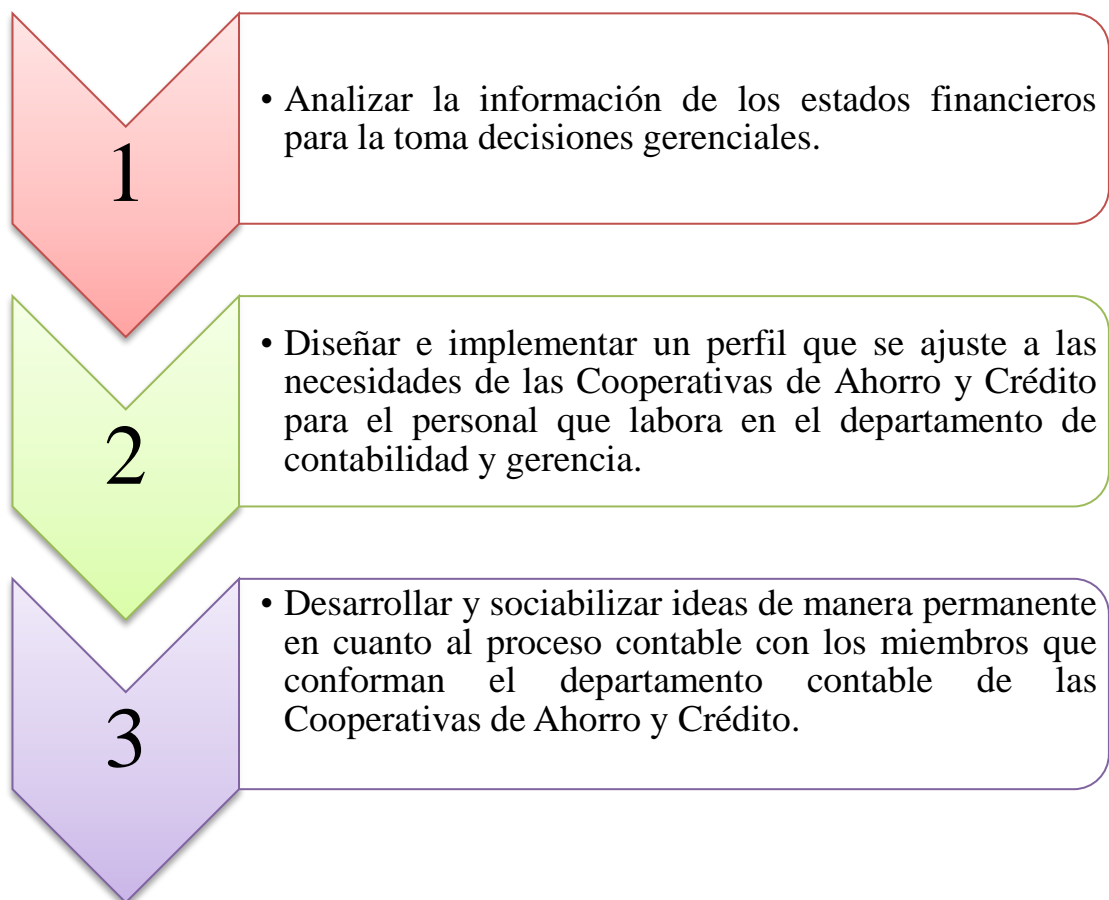 1
• Analizar la información de los estados financieros
para la toma decisiones gerenciales.
2
• Diseñar e implementar un perfil que se ajuste a las
necesidades de las Cooperativas de Ahorro y Crédito
para el personal que labora en el departamento de
contabilidad y gerencia.
3
• Desarrollar y sociabilizar ideas de manera permanente
en cuanto al proceso contable con los miembros que
conforman el departamento contable de las
Cooperativas de Ahorro y Crédito.